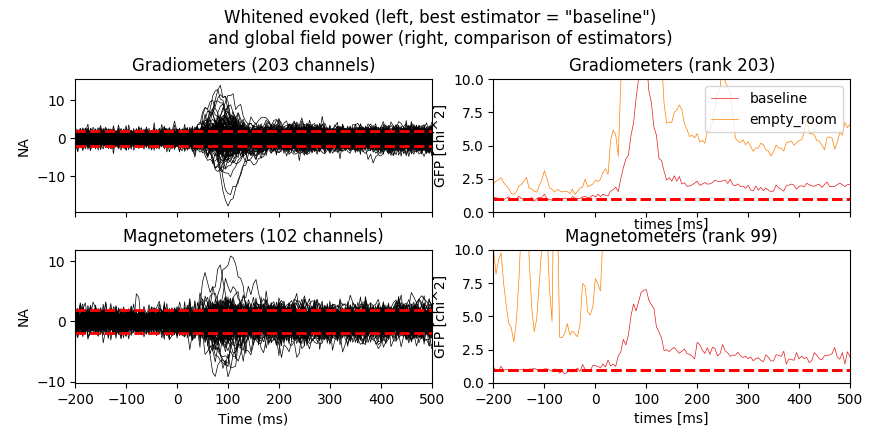 Whitened evoked (left, best estimator = "baseline")
and global field power (right, comparison of estimators)
Gradiometers (203 channels)
10
0
−10
NA
Gradiometers (rank 203)
10.0
7.5
5.0
2.5
0.0
GFP [chi^2]
baseline
empty_room
times [ms]
Magnetometers (102 channels)
10
0
−10
NA
−200 −100 0 100 200 300 400 500
Time (ms)
Magnetometers (rank 99)
10.0
7.5
5.0
2.5
0.0
GFP [chi^2]
−200 −100 0 100 200 300 400 500
times [ms]